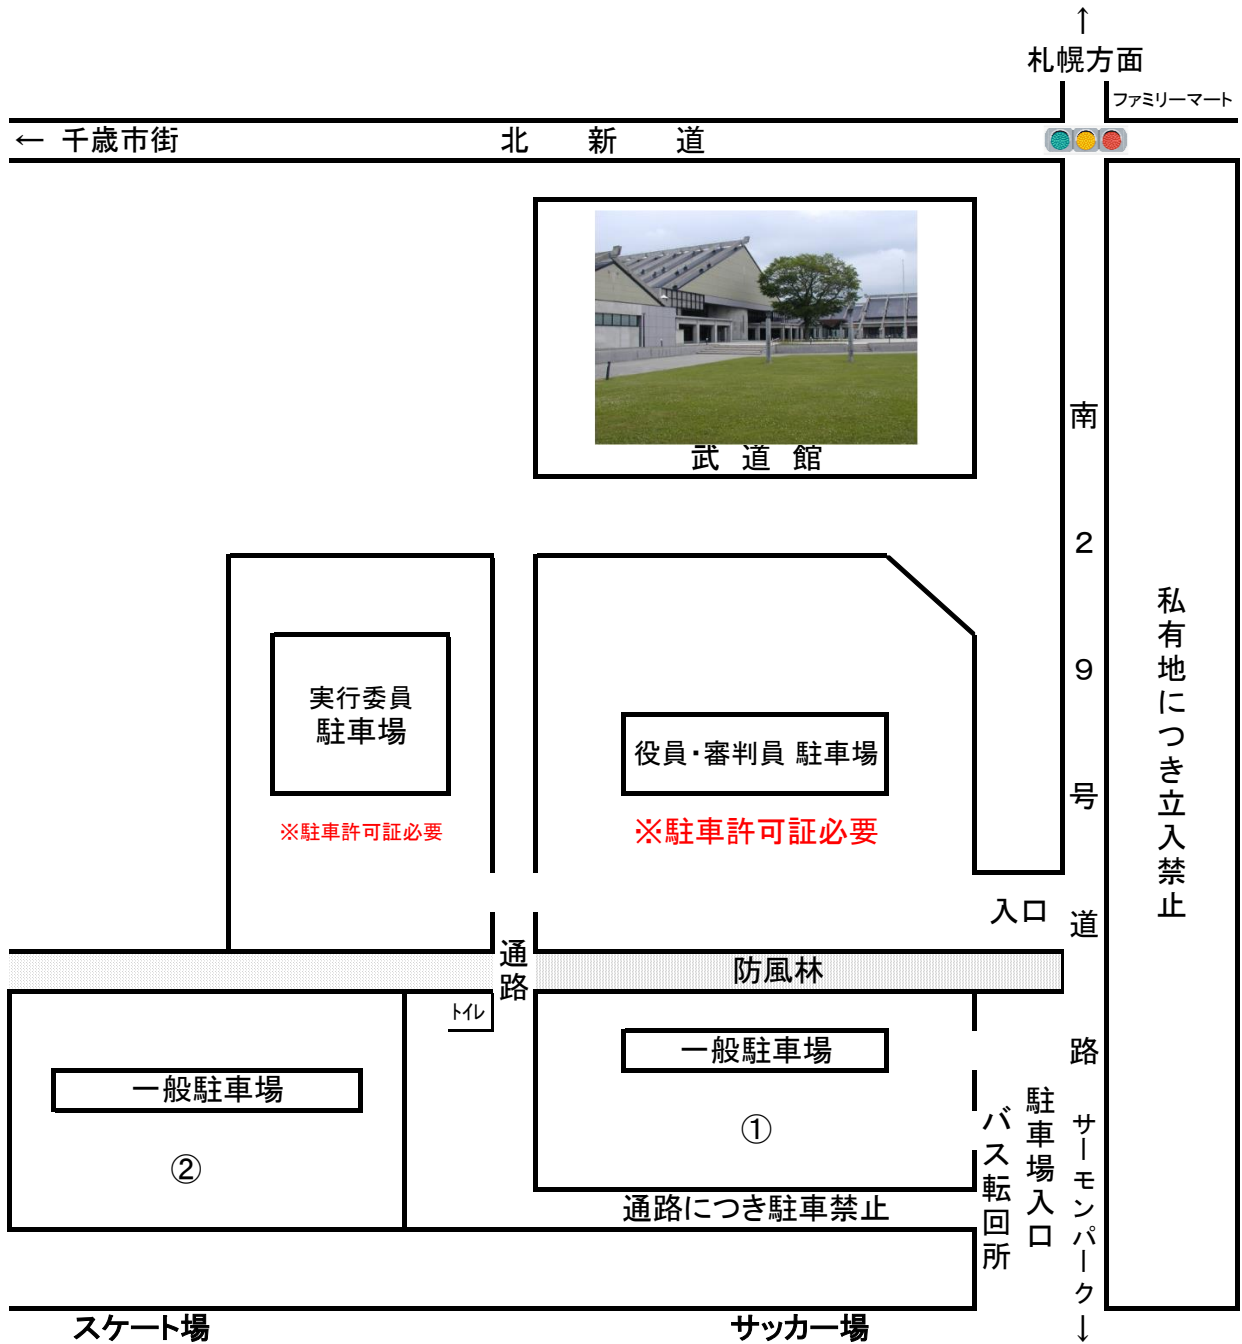 ↑
札幌方面
ファミリーマート
← 千歳市街
北新道
武道館
南29号道路
私有地につき立入禁止
実行委員
駐車場
※駐車許可証必要
役員・審判員 駐車場
※駐車許可証必要
入口
通路
防風林
トイレ
一般駐車場
①
一般駐車場
②
通路につき駐車禁止
バス転回所
駐車場入口
サーモンパーク
↓
スケート場
サッカー場